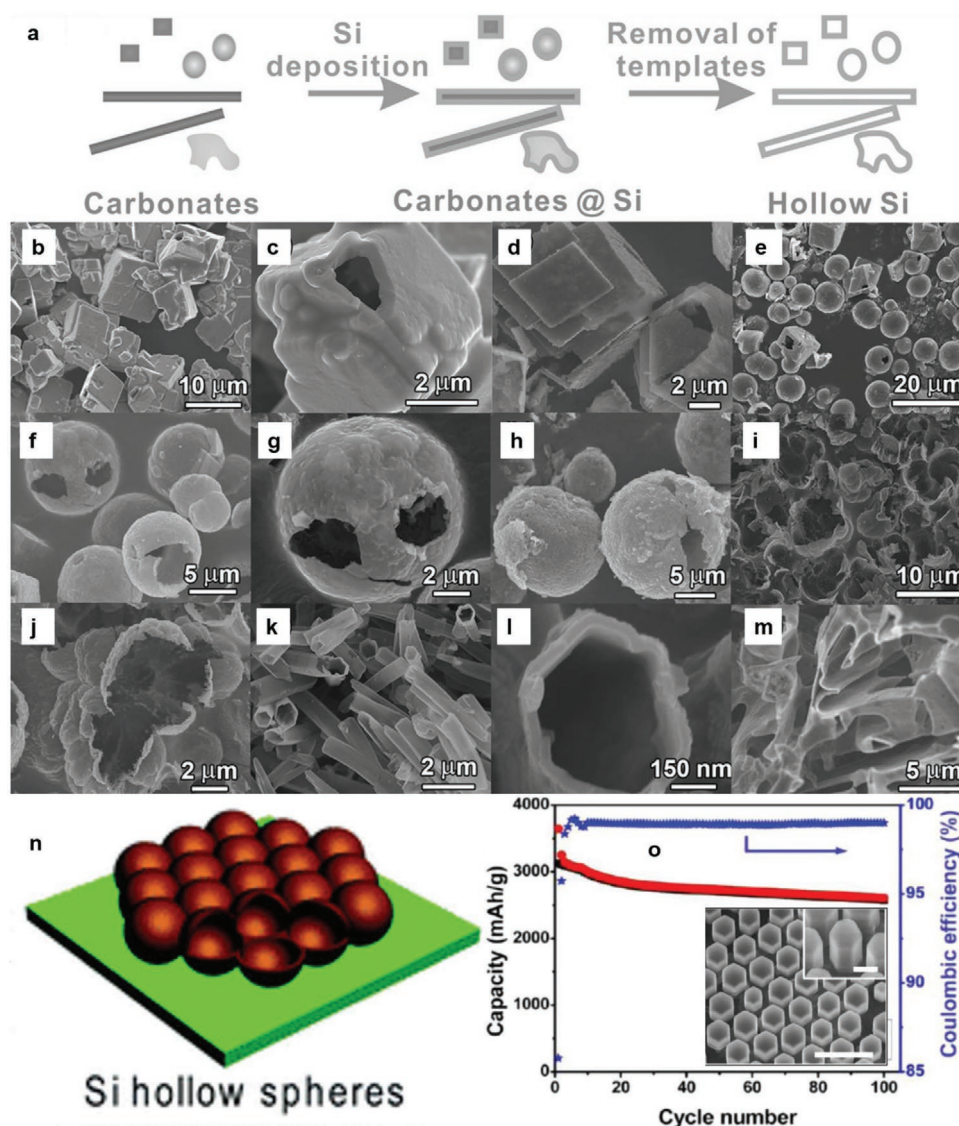 a
Si deposition
Removal of templates
Carbonates
Carbonates @ Si
Hollow Si
b
10 μm
c
2 μm
d
2 μm
e
20 μm
f
5 μm
g
2 μm
h
5 μm
i
10 μm
j
2 μm
k
2 μm
l
150 nm
m
5 μm
n
Si hollow spheres
o
Capacity (mAh/g)
4000
3000
2000
1000
0
0
20
40
60
80
100
Cycle number
100
95
90
85
Coulombic efficiency (%)